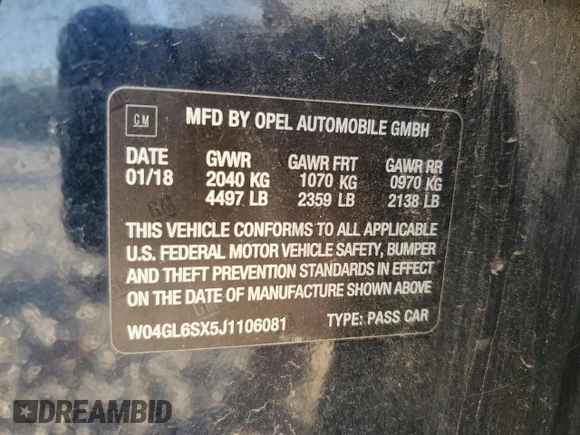 GM MFD BY OPEL AUTOMOBILE GMBH
DATE GVWR GAWR FRT GAWR RR
01/18 2040 KG 1070 KG 0970 KG
4497 LB 2359 LB 2138 LB
THIS VEHICLE CONFORMS TO ALL APPLICABLE
U.S. FEDERAL MOTOR VEHICLE SAFETY, BUMPER
AND THEFT PREVENTION STANDARDS IN EFFECT
ON THE DATE OF MANUFACTURE SHOWN ABOVE
W04GL6SX5J1106081 TYPE: PASS CAR
DREAMBID